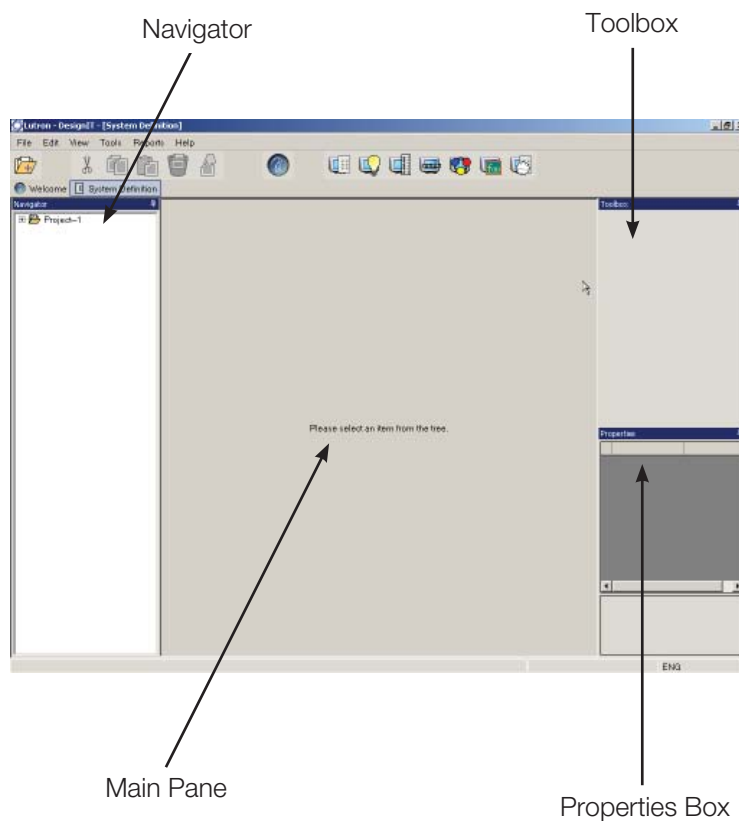 Navigator
Toolbox
Lutron - DesignIT - [System Definition]
File Edit View Tools Reports Help
Welcome System Definition
Navigator
Toolbox
Project-1
Please select an item from the tree.
Properties
ENG
Main Pane
Properties Box